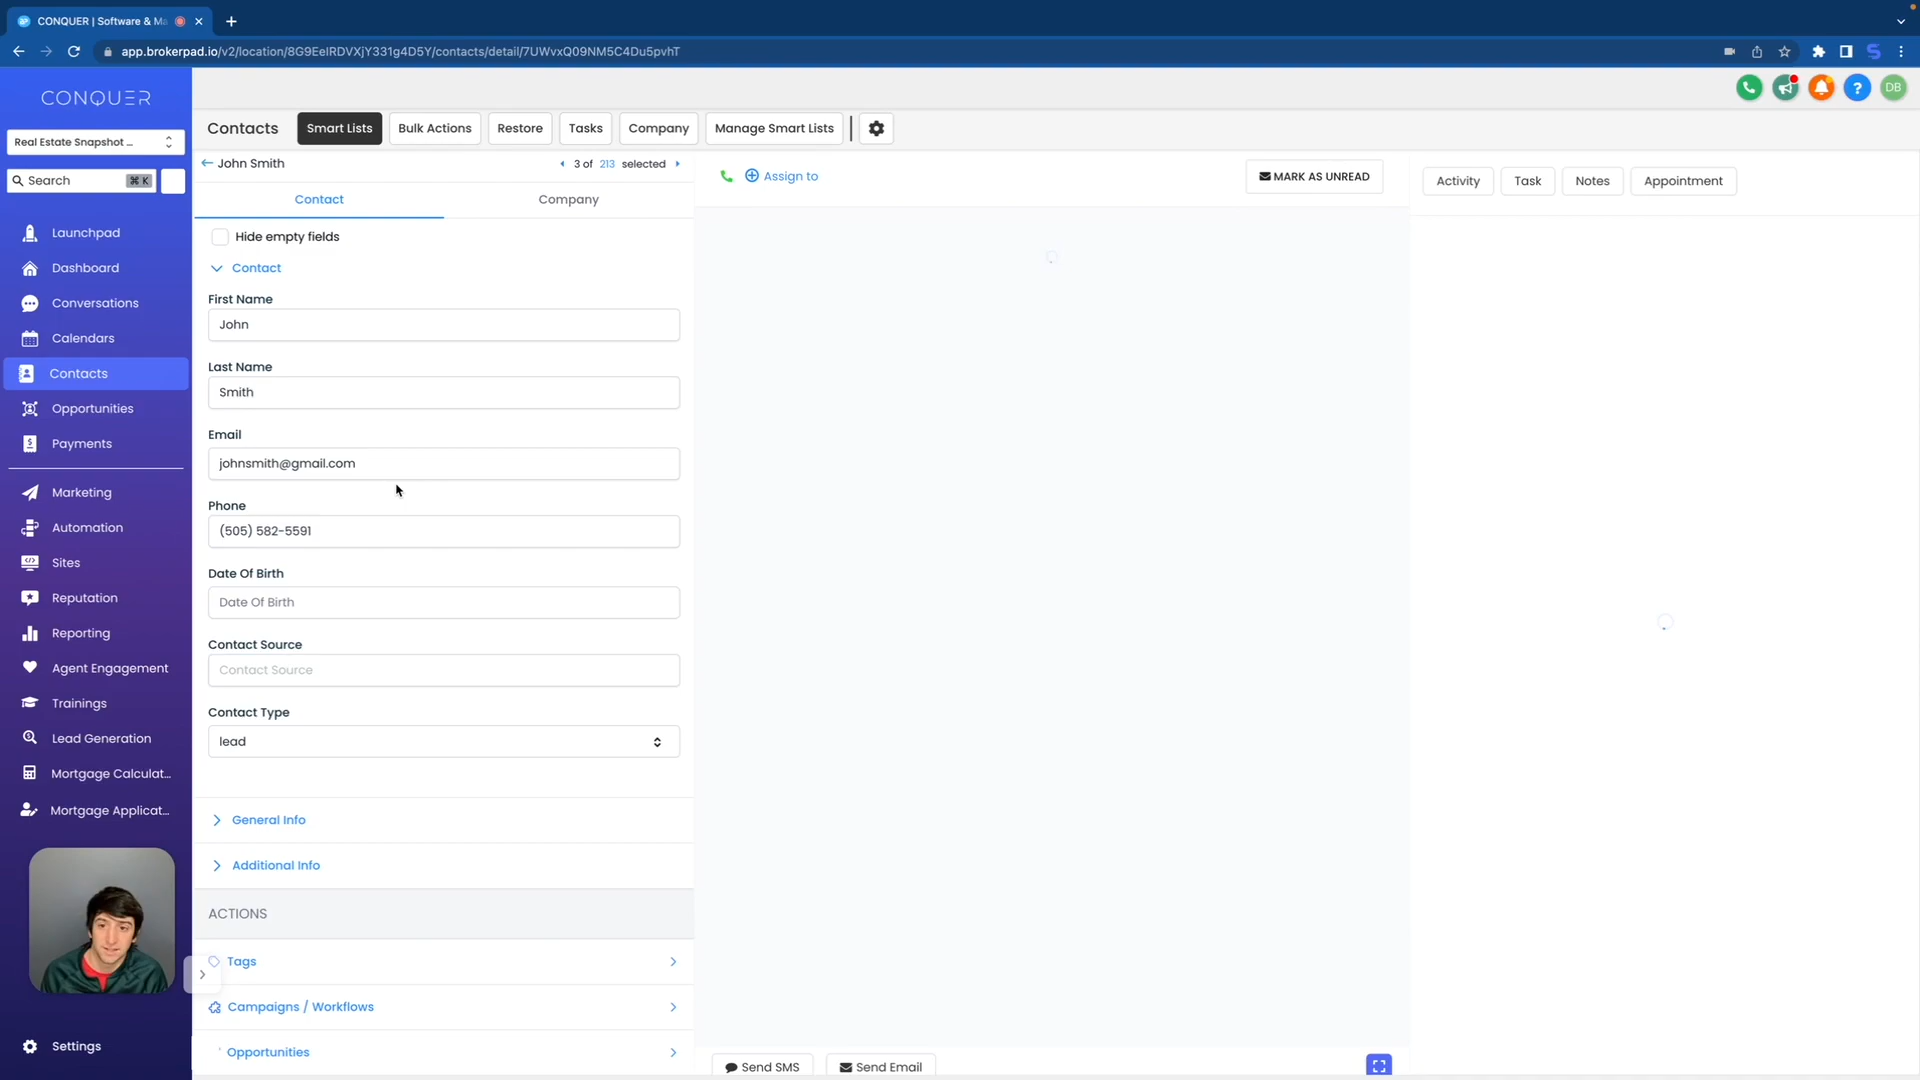 CONQUER | Software & Ma
app.brokerpad.io/v2/location/8G9EeIRDVXjY331g4D5Y/contacts/detail/7UWvxQ09NM5C4Du5pvhT
CONQUER
DB
Real Estate Snapshot ...
Contacts
Smart Lists
Bulk Actions
Restore
Tasks
Company
Manage Smart Lists
Search
⌘ K
John Smith
3 of 213 selected
Assign to
MARK AS UNREAD
Activity
Task
Notes
Appointment
Contact
Company
Launchpad
Dashboard
Conversations
Calendars
Contacts
Opportunities
Payments
Marketing
Automation
Sites
Reputation
Reporting
Agent Engagement
Trainings
Lead Generation
Mortgage Calculat...
Mortgage Applicat...
Settings
Hide empty fields
Contact
First Name
John
Last Name
Smith
Email
johnsmith@gmail.com
Phone
(505) 582-5591
Date Of Birth
Date Of Birth
Contact Source
Contact Source
Contact Type
lead
General Info
Additional Info
ACTIONS
Tags
Campaigns / Workflows
Opportunities
Send SMS
Send Email